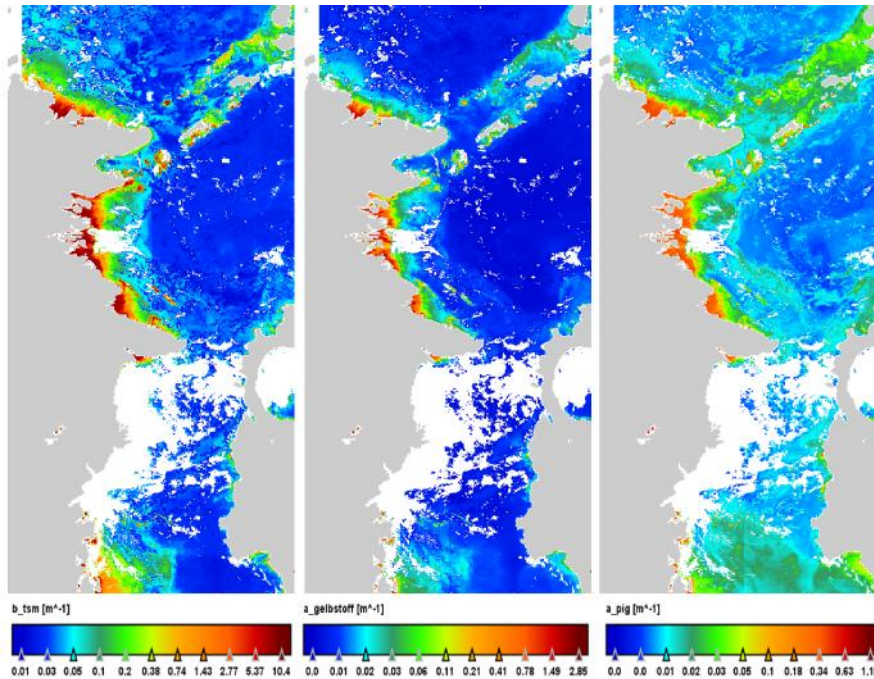 b_tsm [m^-1]
0.01 0.03 0.05 0.1 0.2 0.38 0.74 1.43 2.77 5.37 10.4
a_gelbstoff [m^-1]
0.0 0.0 0.02 0.03 0.06 0.11 0.21 0.41 0.78 1.49 2.85
a_pig [m^-1]
0.0 0.0 0.02 0.03 0.05 0.1 0.18 0.34 0.63 1.1